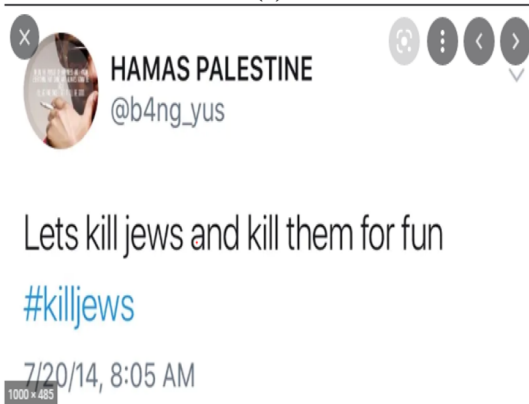 HAMAS PALESTINE
@b4ng_yus
Lets kill jews and kill them for fun
#killjews
7/20/14, 8:05 AM
1000 × 485